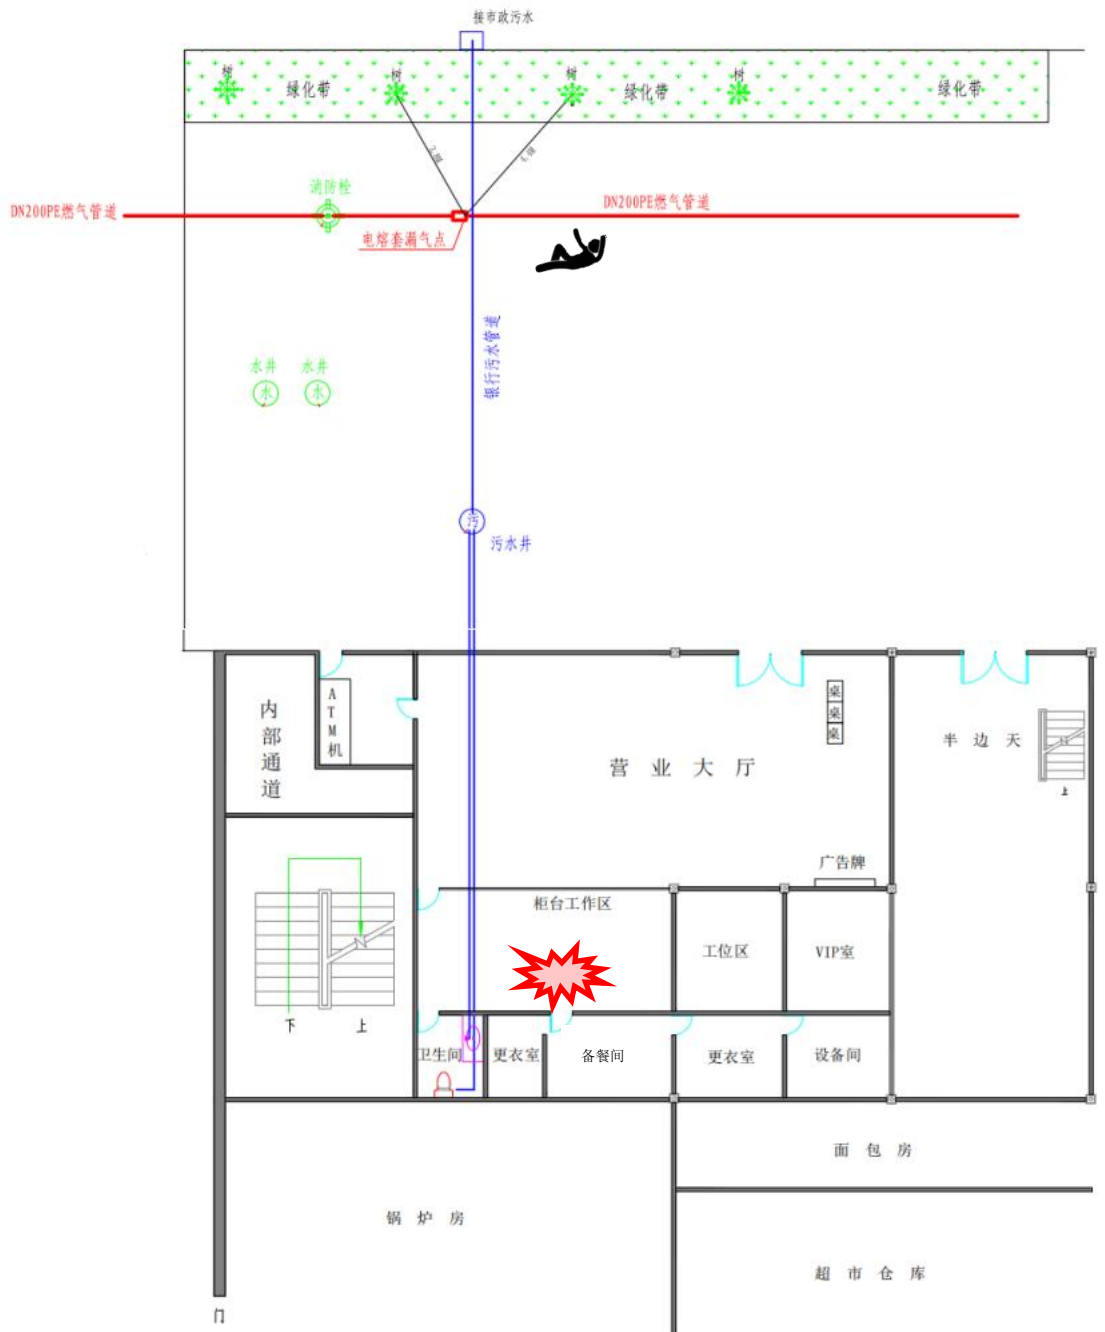 接市政污水
树
树
树
树
绿化带
绿化带
绿化带
消防栓
DN200PE燃气管道
DN200PE燃气管道
电熔套漏气点
银行污水管道
水井
水井
水
水
污
污水井
ATM机
内部通道
营业大厅
桌
桌
桌
半边天
上
广告牌
柜台工作区
工位区
VIP室
下
上
卫生间
更衣室
备餐间
更衣室
设备间
面包房
锅炉房
超市仓库
门